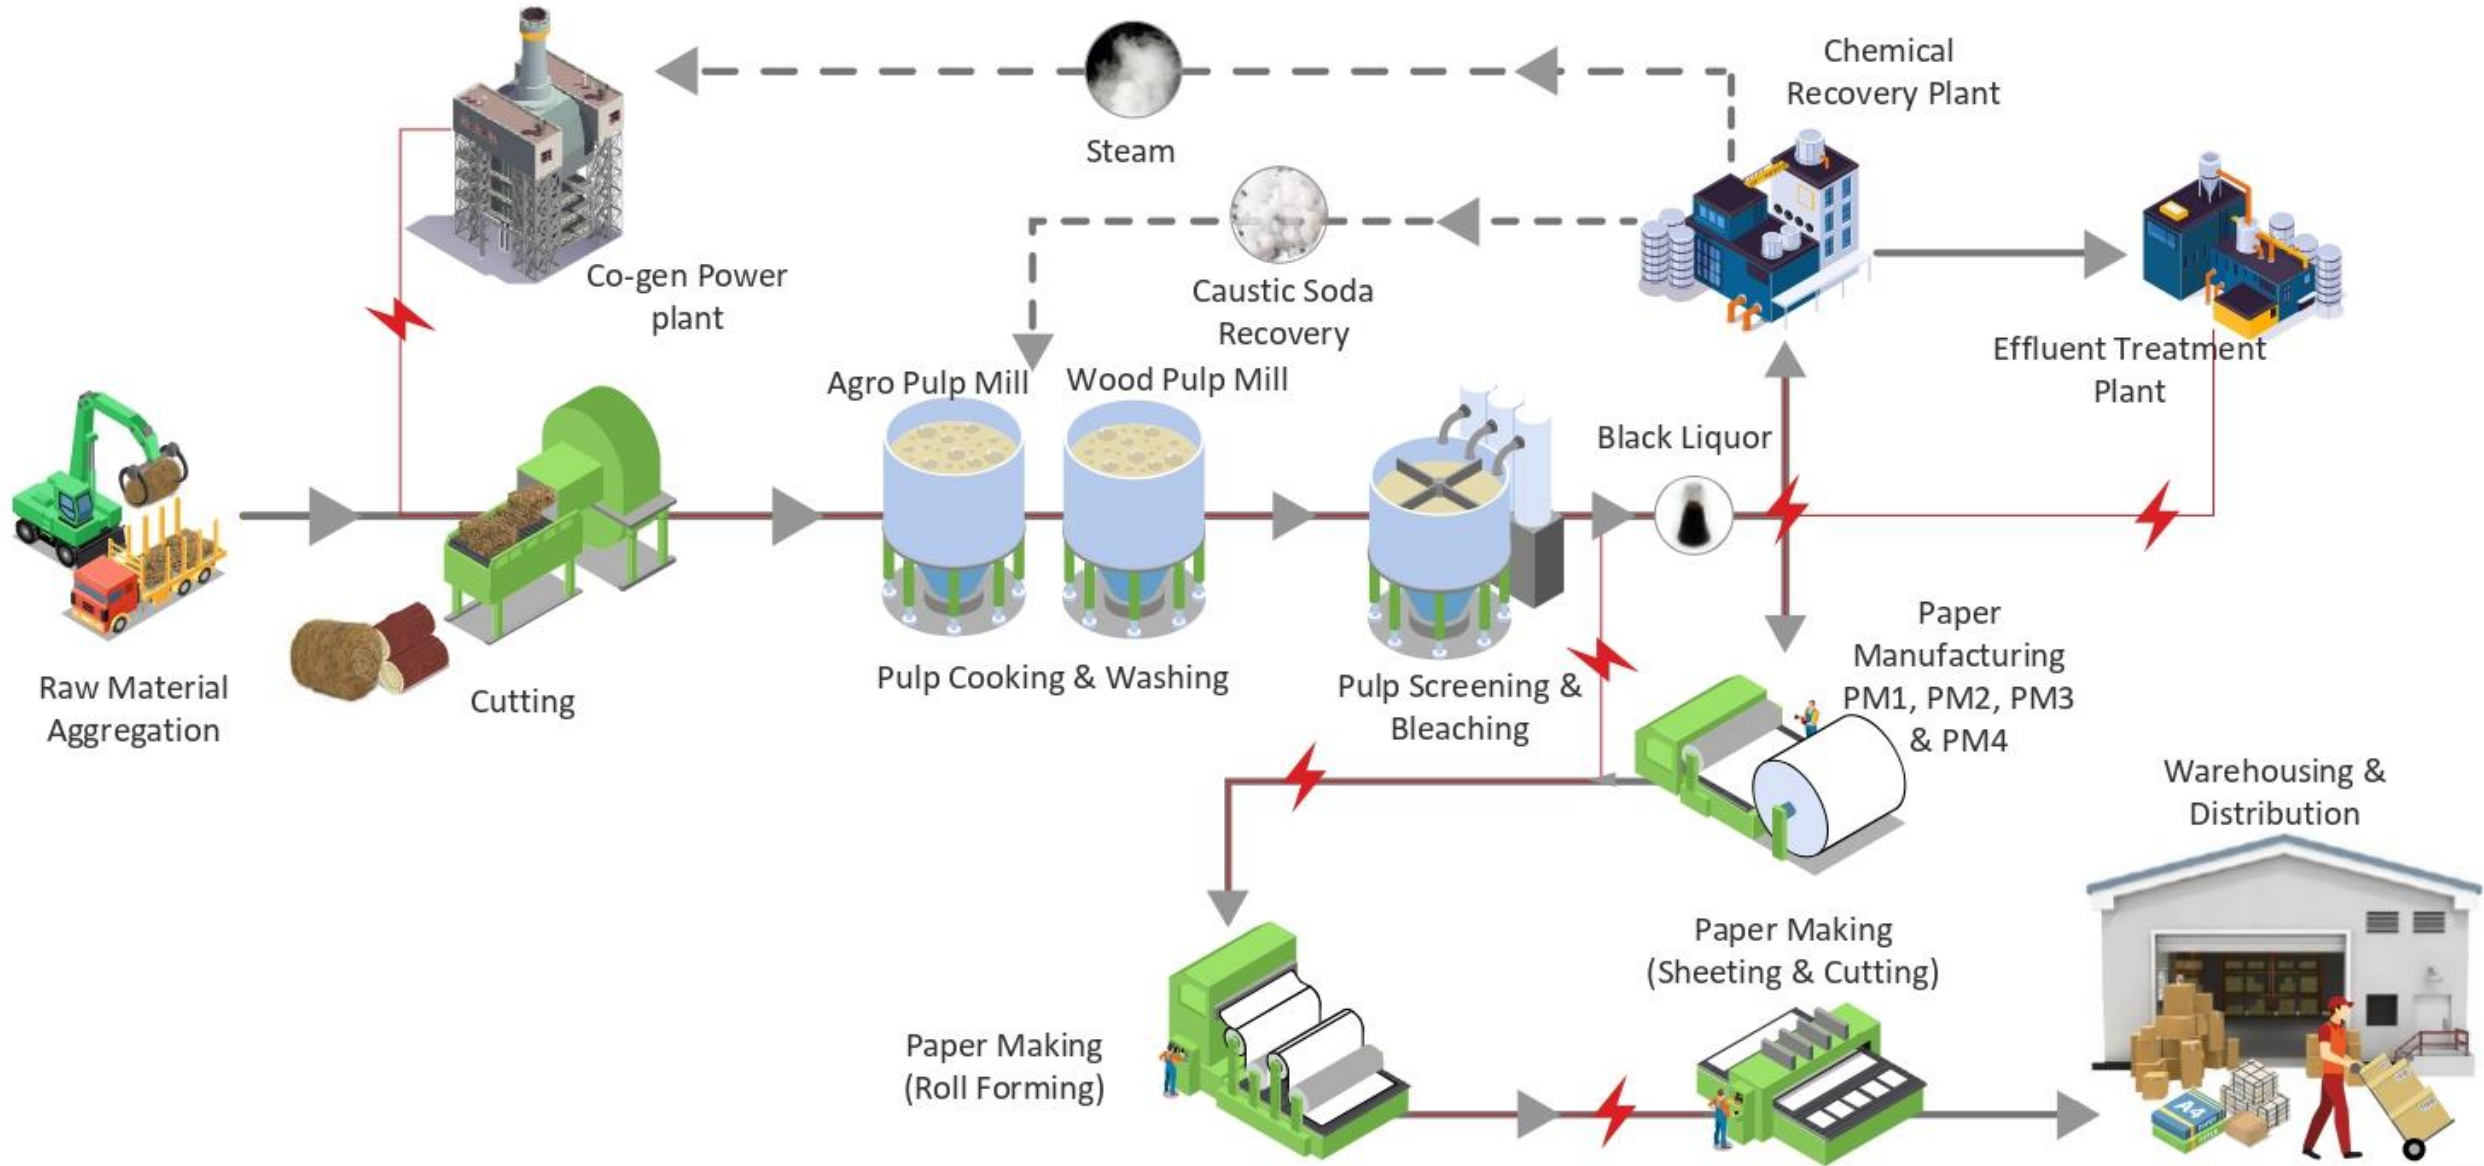 Chemical
Recovery Plant
Steam
Co-gen Power
plant
Caustic Soda
Recovery
Effluent Treatment
Plant
Agro Pulp Mill
Wood Pulp Mill
Black Liquor
Raw Material
Aggregation
Cutting
Pulp Cooking & Washing
Pulp Screening &
Bleaching
Paper
Manufacturing
PM1, PM2, PM3
& PM4
Warehousing &
Distribution
Paper Making
(Roll Forming)
Paper Making
(Sheeting & Cutting)
A4